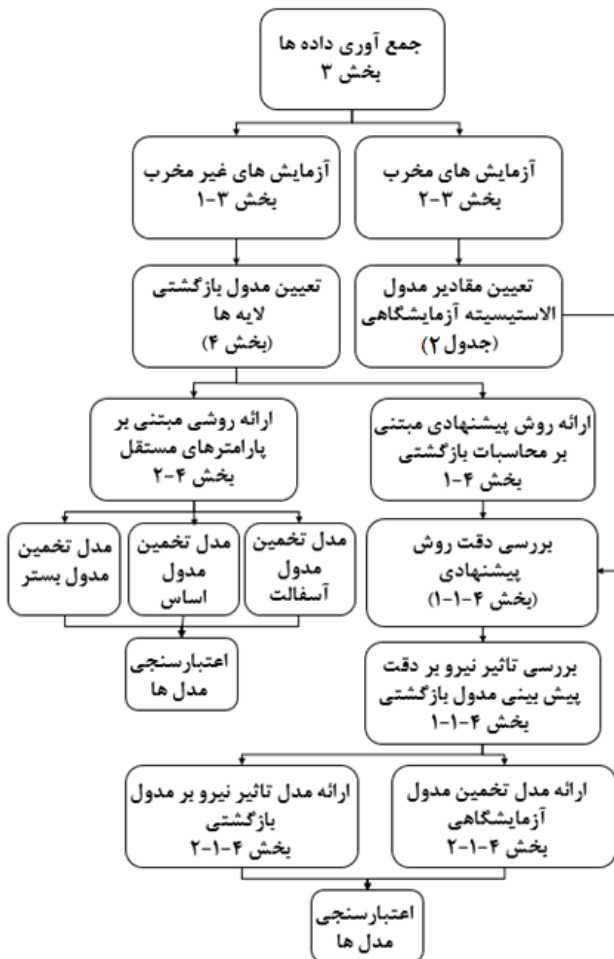 جمع آوری داده ها
بخش ۳
آزمایش های مخرب
بخش ۳-۲
آزمایش های غیر مخرب
بخش ۳-۱
تعیین مقادیر مدول
الاستیسیته آزمایشگاهی
(جدول ۲)
تعیین مدول بازگشتی
لایه ها
(بخش ۴)
ارائه روش پیشنهادی مبتنی
بر محاسبات بازگشتی
بخش ۴-۱
ارائه روشی مبتنی بر
پارامترهای مستقل
بخش ۴-۲
بررسی دقت روش
پیشنهادی
(بخش ۴-۱-۱)
مدل تخمین
مدول
آسفالت
مدل تخمین
مدول
اساس
مدل تخمین
مدول بستر
اعتبارسنجی
مدل ها
بررسی تاثیر نیرو بر دقت
پیش بینی مدول بازگشتی
بخش ۴-۱-۱
ارائه مدل تخمین مدول
آزمایشگاهی
بخش ۴-۱-۲
ارائه مدل تاثیر نیرو بر مدول
بازگشتی
بخش ۴-۱-۲
اعتبارسنجی
مدل ها